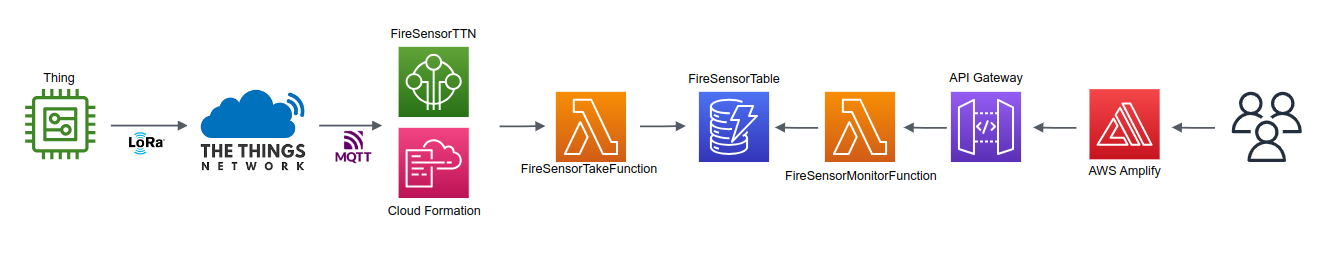 Thing
LoRa
THE THINGS
NETWORK
MQTT
FireSensorTTN
Cloud Formation
FireSensorTakeFunction
FireSensorTable
FireSensorMonitorFunction
API Gateway
</>
AWS Amplify